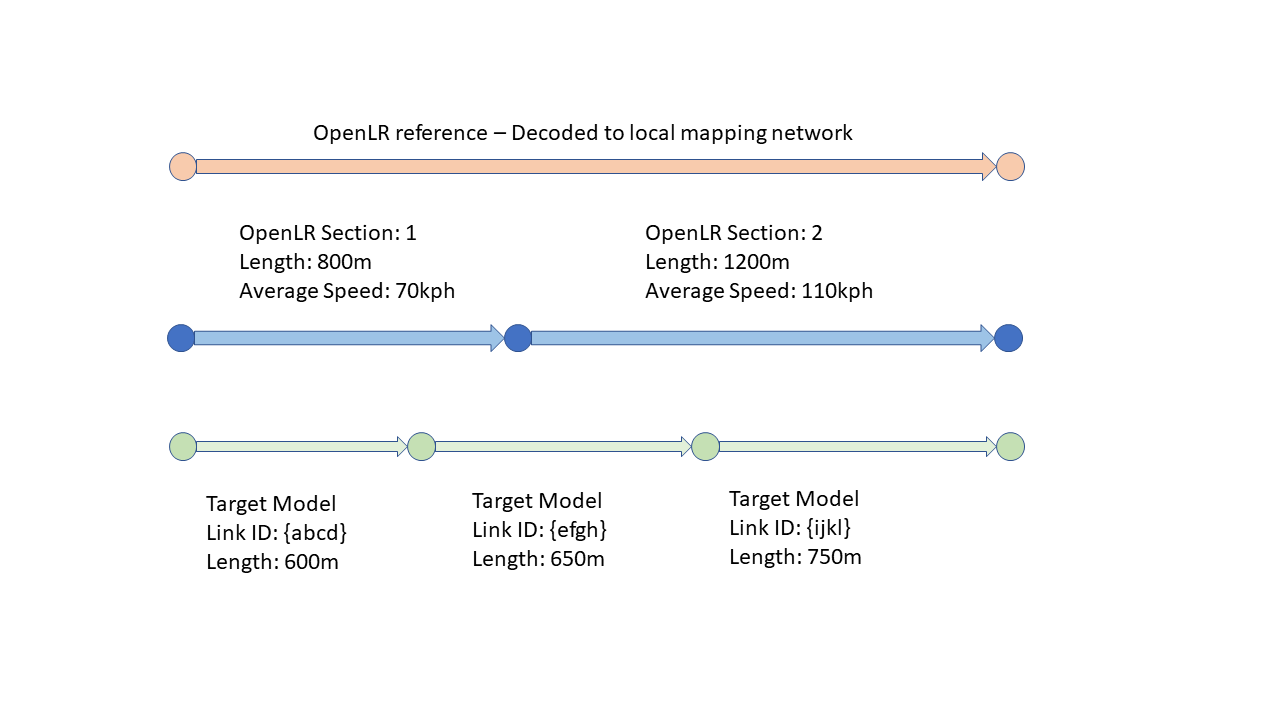 OpenLR reference – Decoded to local mapping network
OpenLR Section: 1
Length: 800m
Average Speed: 70kph
OpenLR Section: 2
Length: 1200m
Average Speed: 110kph
Target Model
Link ID: {abcd}
Length: 600m
Target Model
Link ID: {efgh}
Length: 650m
Target Model
Link ID: {ijkl}
Length: 750m